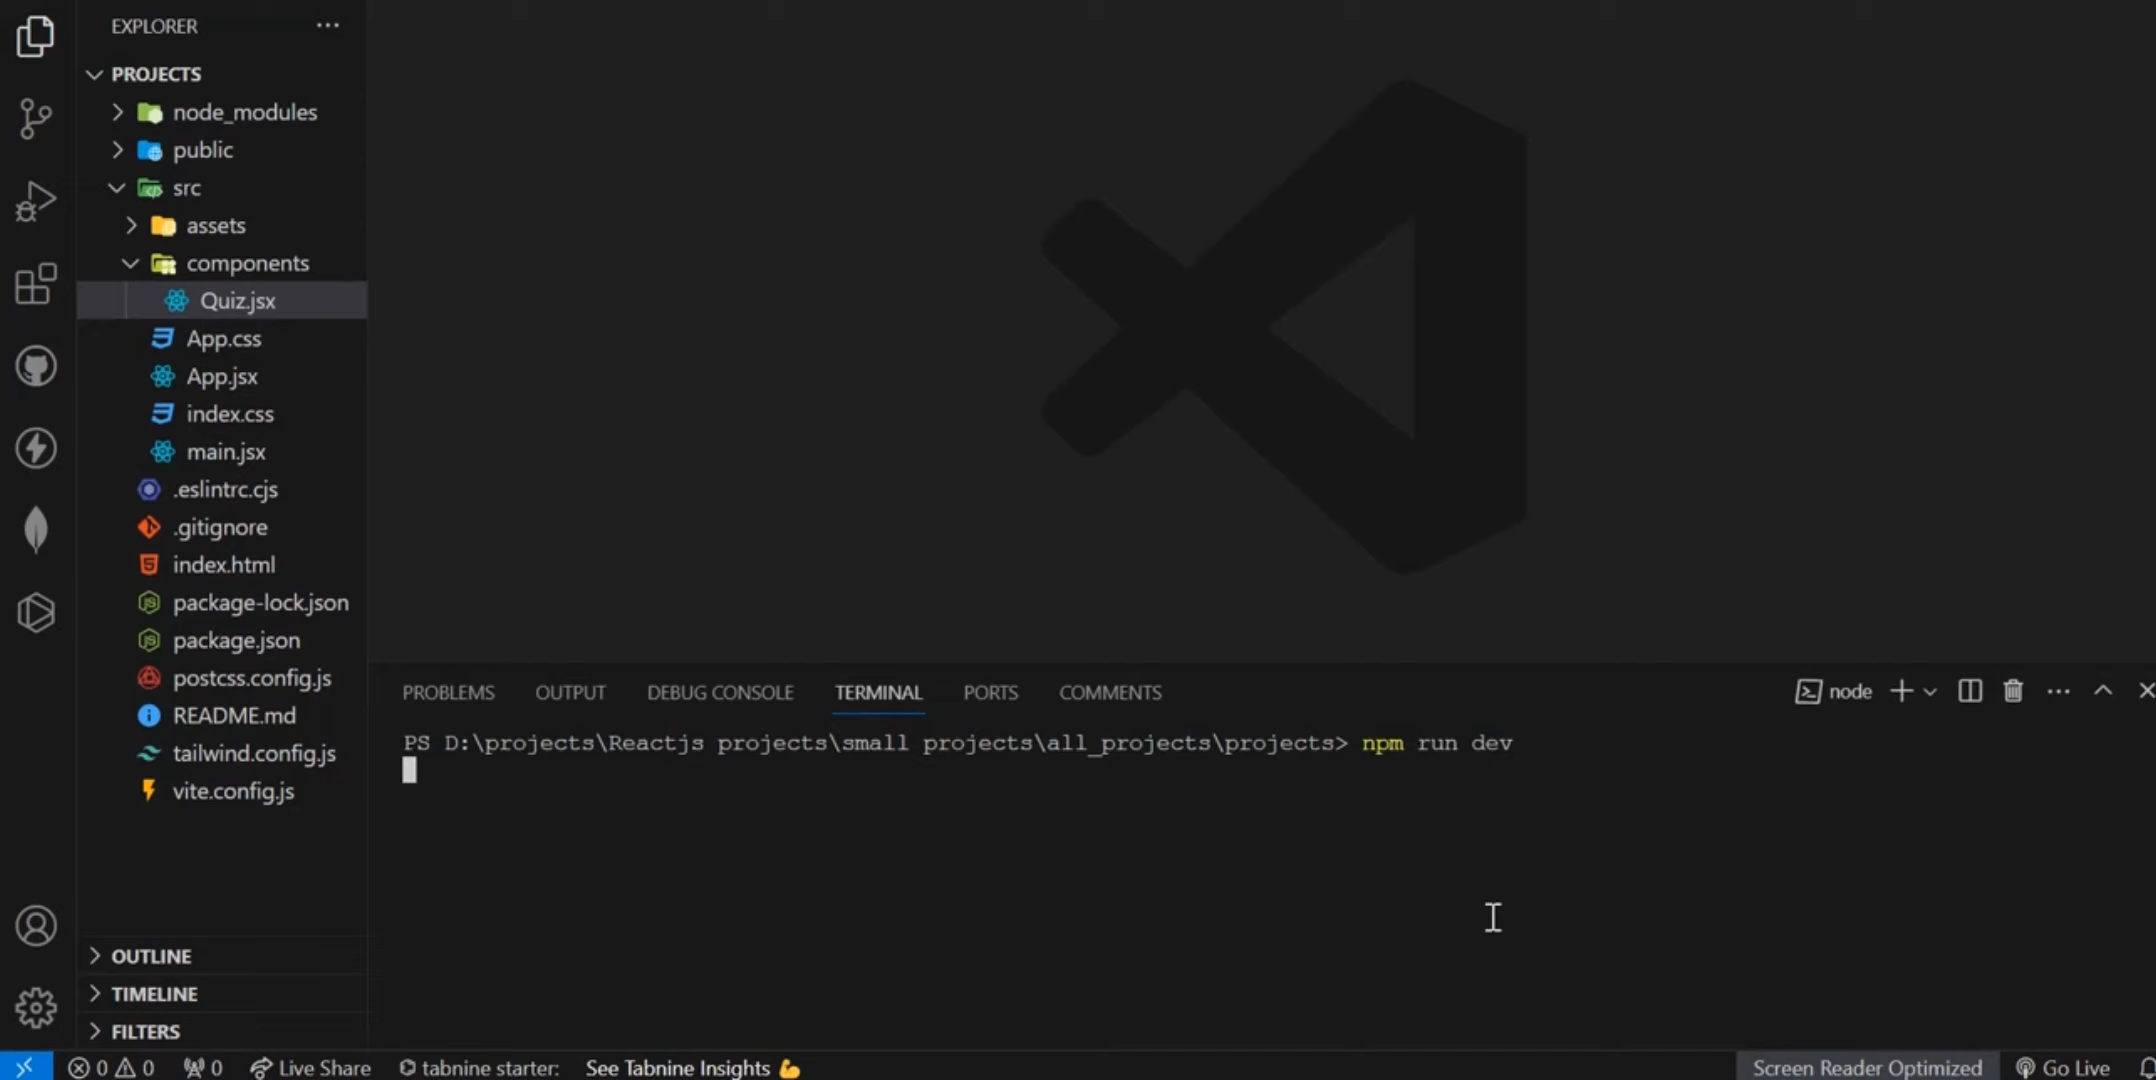 EXPLORER
PROJECTS
node_modules
public
src
assets
components
Quiz.jsx
App.css
App.jsx
index.css
main.jsx
.eslintrc.cjs
.gitignore
index.html
package-lock.json
package.json
postcss.config.js
README.md
tailwind.config.js
vite.config.js
OUTLINE
TIMELINE
FILTERS
PROBLEMS OUTPUT DEBUG CONSOLE TERMINAL PORTS COMMENTS node
PS D:\projects\Reactjs projects\small projects\all_projects\projects> npm run dev
0 0 0 Live Share tabnine starter: See Tabnine Insights 💪 Screen Reader Optimized Go Live